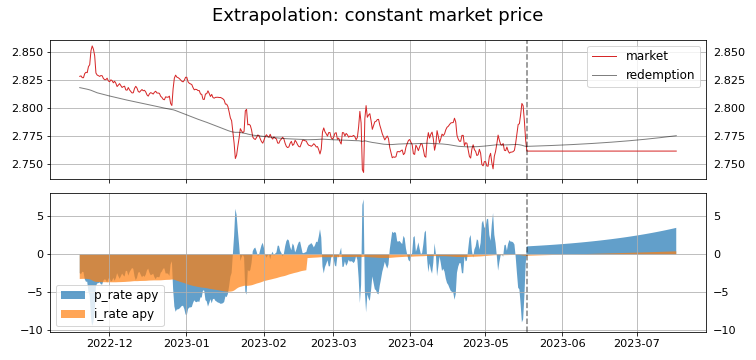 Extrapolation: constant market price
2.850 2.850
2.825 2.825
2.800 2.800
2.775 2.775
2.750 2.750
market
redemption
5 5
0 0
−5 −5
−10 −10
p_rate apy
i_rate apy
2022-12 2023-01 2023-02 2023-03 2023-04 2023-05 2023-06 2023-07